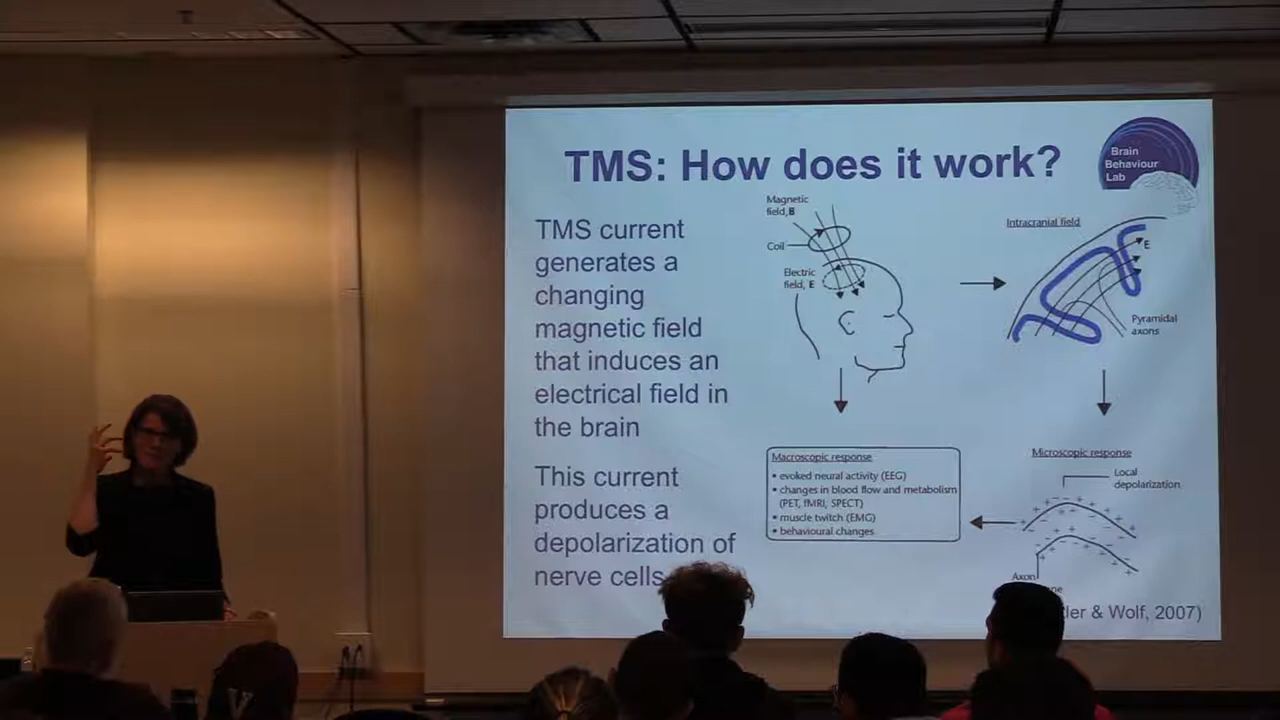 TMS: How does it work?
Brain
Behaviour
Lab
TMS current
generates a
changing
magnetic field
that induces an
electrical field in
the brain
This current
produces a
depolarization of
nerve cells
Magnetic
field, B
Coil
Electric
field, E
Intracranial field
E
Pyramidal
axons
Macroscopic response
• evoked neural activity (EEG)
• changes in blood flow and metabolism
(PET, fMRI, SPECT)
• muscle twitch (EMG)
• behavioural changes
Microscopic response
Local
depolarization
Axon
& Wolf, 2007)
V